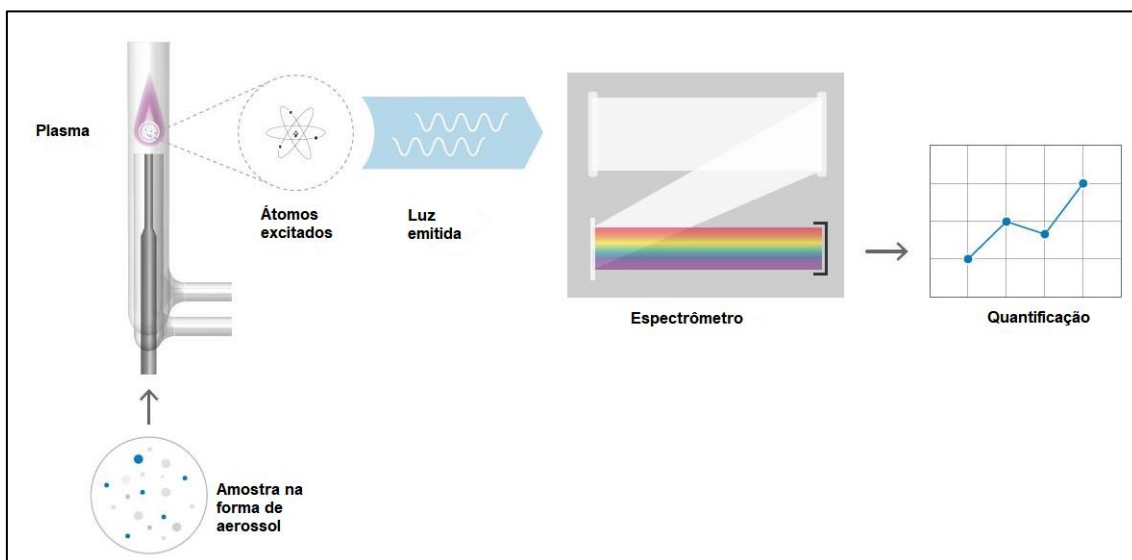 Plasma
Átomos
excitados
Luz
emitida
Espectrômetro
Quantificação
Amostra na
forma de
aerossol